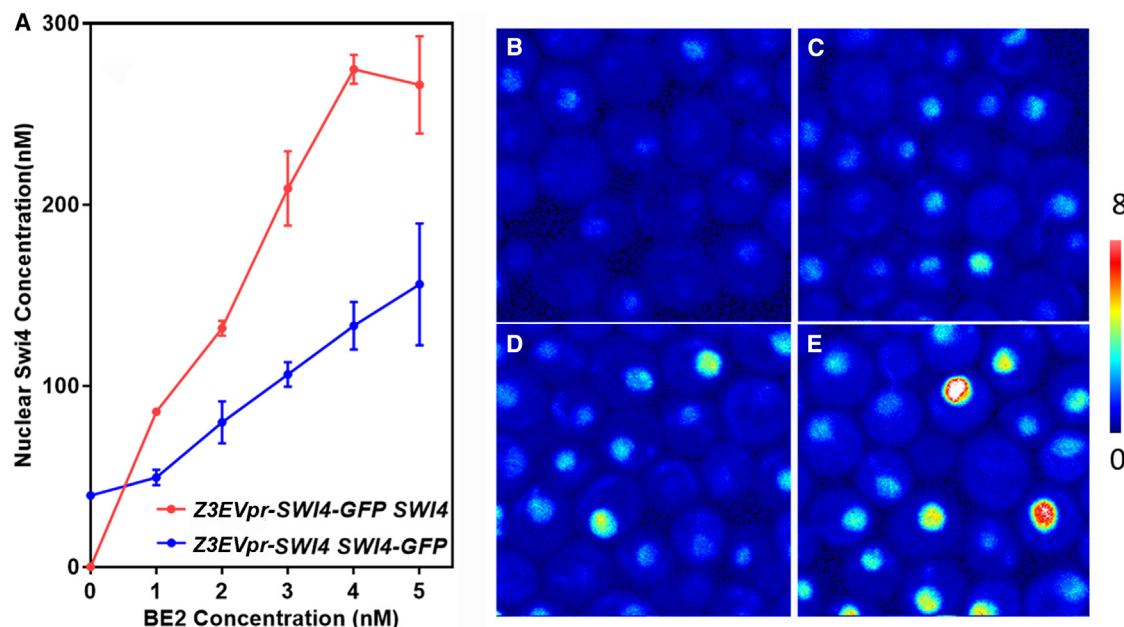 A
300
200
100
0
Nuclear Swi4 Concentration(nM)
Z3EVpr-SWI4-GFP SWI4
Z3EVpr-SWI4 SWI4-GFP
0 1 2 3 4 5
BE2 Concentration (nM)
B
C
D
E
8
0